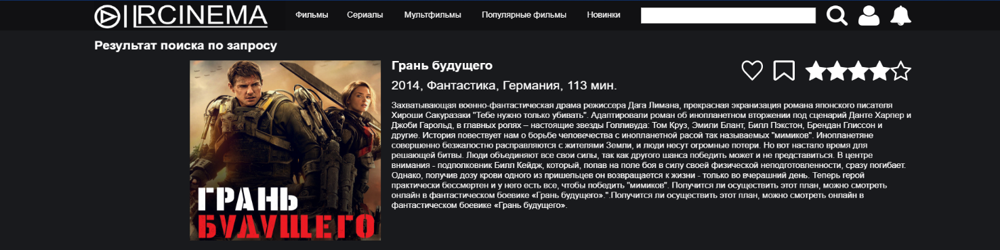 RCINEMA
Фильмы Сериалы Мультфильмы Популярные фильмы Новинки
Результат поиска по запросу
Грань будущего
2014, Фантастика, Германия, 113 мин.
Захватывающая военно-фантастическая драма режиссера Дага Лимана, прекрасная экранизация романа японского писателя
Хироши Сакуразаки "Тебе нужно только убивать". Адаптировали роман об инопланетном вторжении под сценарий Данте Харпер и
Джоби Гарольд, в главных ролях – настоящие звезды Голливуда: Том Круз, Эмили Блант, Билл Пэкстон, Брендан Глиссон и
другие. История повествует нам о борьбе человечества с инопланетной расой так называемых "мимиков". Инопланетяне
совершенно безжалостно расправляются с жителями Земли, и люди несут огромные потери. Но вот настало время для
решающей битвы. Люди объединяют все свои силы, так как другого шанса победить может и не представиться. В центре
внимания - подполковник Билл Кейдж, который, попав на поле боя в силу своей физической неподготовленности, сразу погибает.
Однако, получив дозу крови одного из пришельцев он возвращается к жизни - только во вчерашний день. Теперь герой
практически бессмертен и у него есть все, чтобы победить "мимиков". Получится ли осуществить этот план, можно смотреть
онлайн в фантастическом боевике «Грань будущего».".Получится ли осуществить этот план, можно смотреть онлайн в
фантастическом боевике «Грань будущего».
ГРАНЬ
БУДУЩЕГО